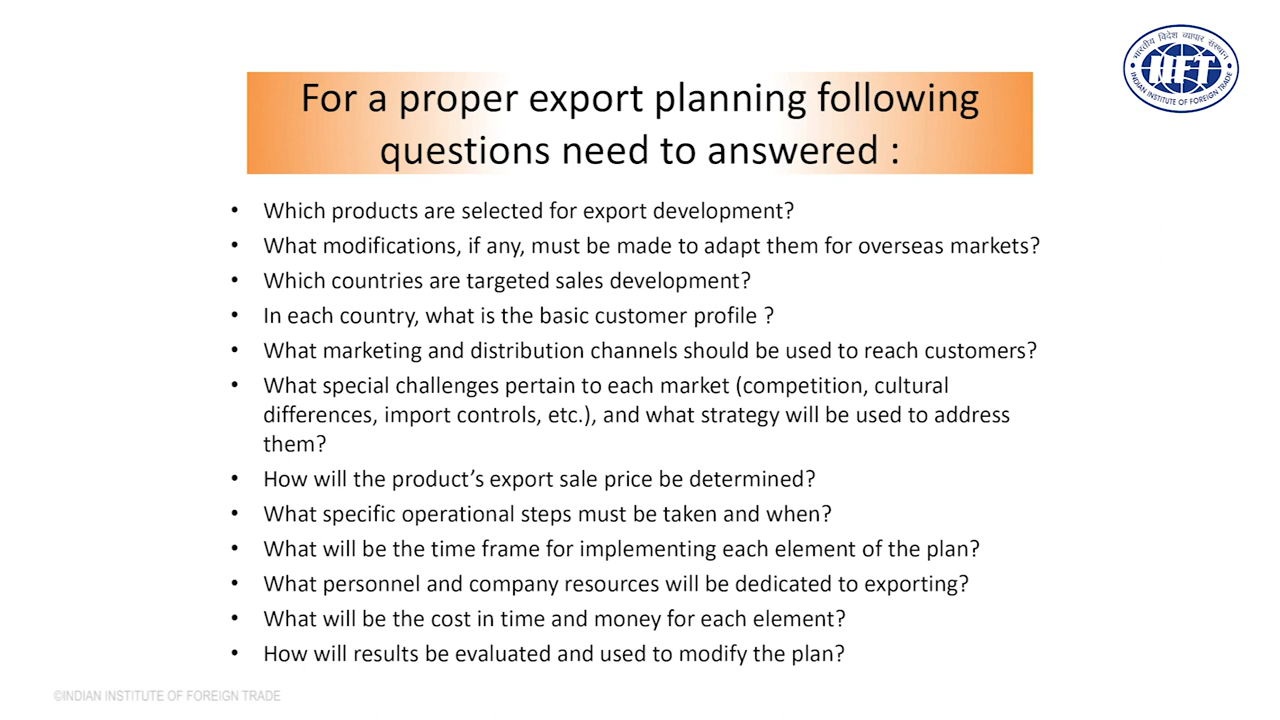 भारतीय विदेश व्यापार संस्थान
IIFT
INDIAN INSTITUTE OF FOREIGN TRADE
For a proper export planning following
questions need to answered :
• Which products are selected for export development?
• What modifications, if any, must be made to adapt them for overseas markets?
• Which countries are targeted sales development?
• In each country, what is the basic customer profile ?
• What marketing and distribution channels should be used to reach customers?
• What special challenges pertain to each market (competition, cultural
differences, import controls, etc.), and what strategy will be used to address
them?
• How will the product’s export sale price be determined?
• What specific operational steps must be taken and when?
• What will be the time frame for implementing each element of the plan?
• What personnel and company resources will be dedicated to exporting?
• What will be the cost in time and money for each element?
• How will results be evaluated and used to modify the plan?
©INDIAN INSTITUTE OF FOREIGN TRADE